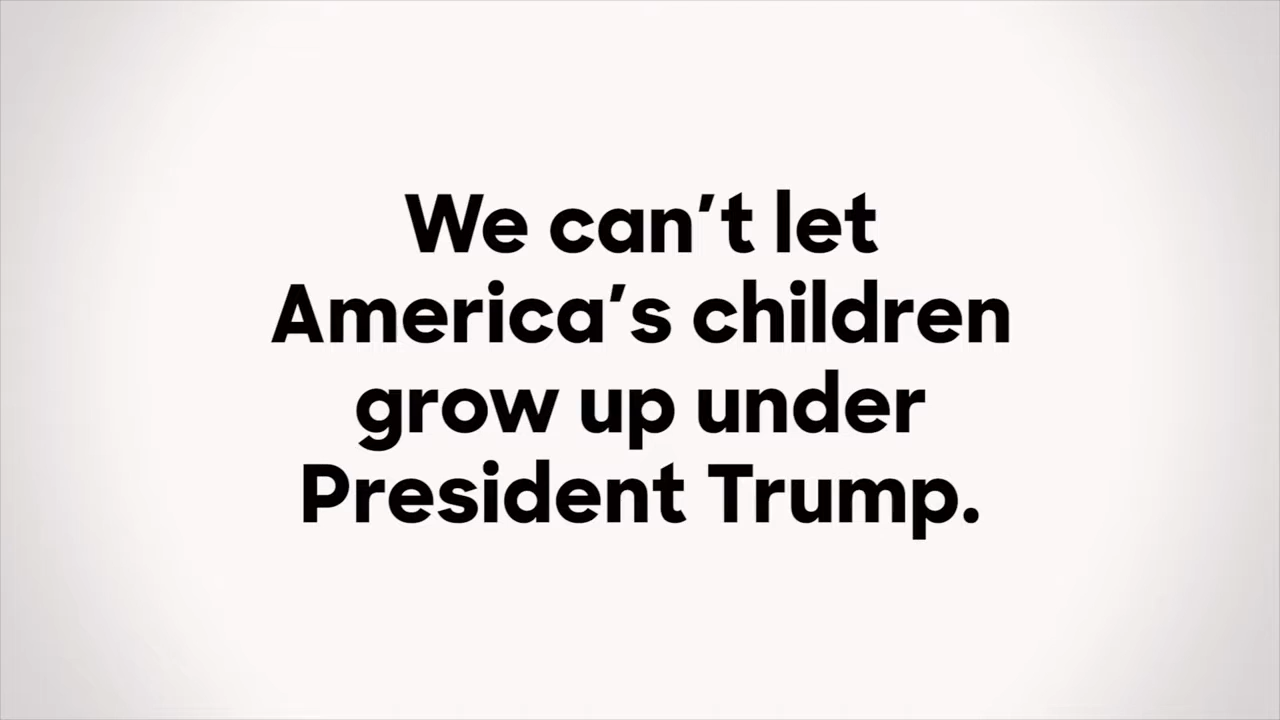 We can’t let
America’s children
grow up under
President Trump.